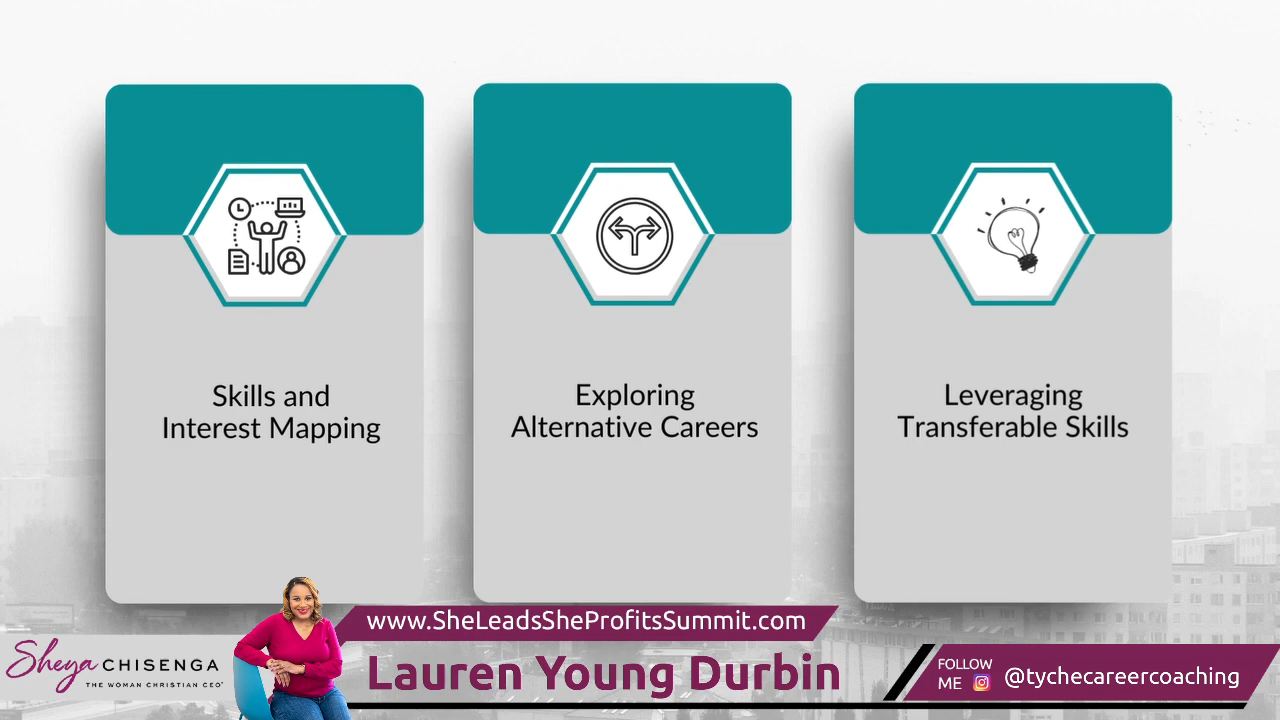 Skills and
Interest Mapping
Exploring
Alternative Careers
Leveraging
Transferable Skills
www.SheLeadsSheProfitsSummit.com
Sheya CHISENGA
THE WOMAN CHRISTIAN CEO®
Lauren Young Durbin
FOLLOW
ME
@tychecareercoaching